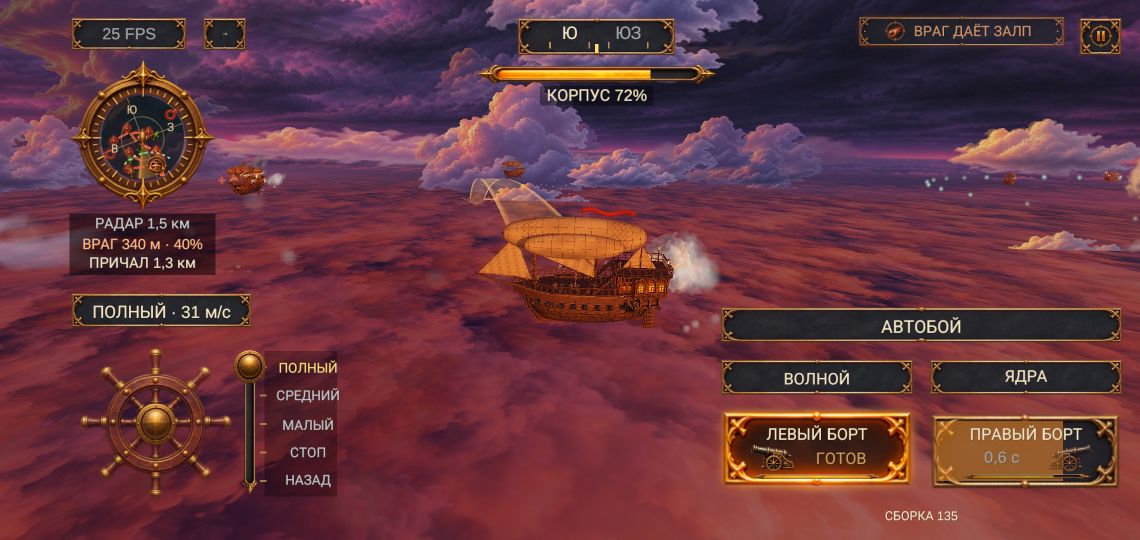 25 FPS
Ю ЮЗ
КОРПУС 72%
ВРАГ ДАЁТ ЗАЛП
Ю
З
В
РАДАР 1,5 км
ВРАГ 340 м · 40%
ПРИЧАЛ 1,3 км
ПОЛНЫЙ · 31 м/с
ПОЛНЫЙ
СРЕДНИЙ
МАЛЫЙ
СТОП
НАЗАД
АВТОБОЙ
ВОЛНОЙ
ЯДРА
ЛЕВЫЙ БОРТ
ГОТОВ
ПРАВЫЙ БОРТ
0,6 с
СБОРКА 135